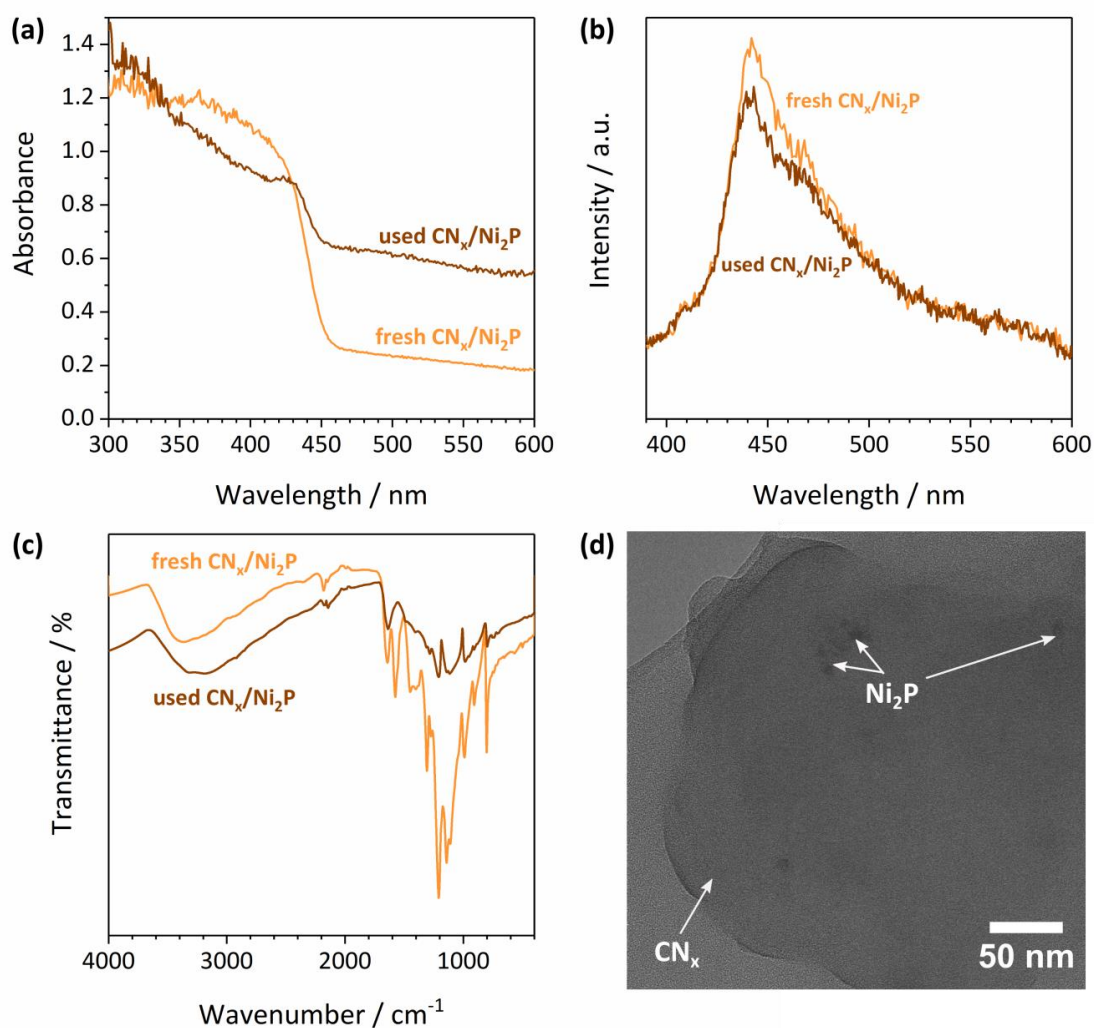 (a)
1.4
1.2
1.0
0.8
0.6
0.4
0.2
0.0
Absorbance
used CNₓ/Ni₂P
fresh CNₓ/Ni₂P
300 350 400 450 500 550 600
Wavelength / nm
(b)
Intensity / a.u.
fresh CNₓ/Ni₂P
used CNₓ/Ni₂P
400 450 500 550 600
Wavelength / nm
(c)
Transmittance / %
fresh CNₓ/Ni₂P
used CNₓ/Ni₂P
4000 3000 2000 1000
Wavenumber / cm⁻¹
(d)
Ni₂P
CNₓ
50 nm